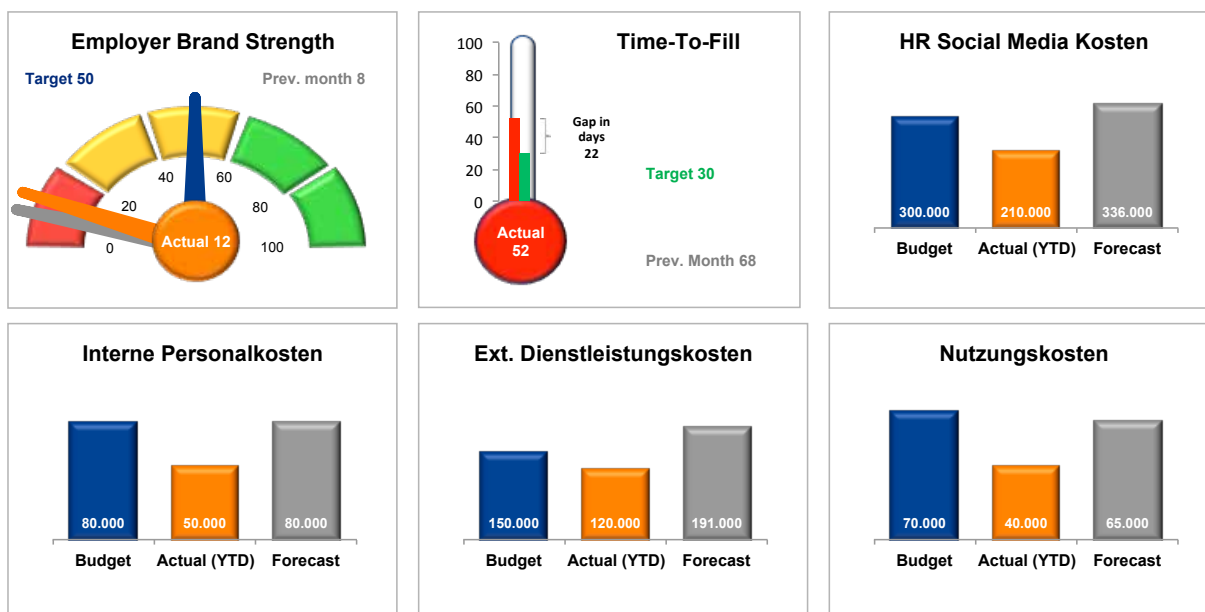 Employer Brand Strength
Target 50
Prev. month 8
0
20
40
60
80
100
Actual 12
Time-To-Fill
100
80
60
40
20
0
Gap in
days
22
Target 30
Actual
52
Prev. Month 68
HR Social Media Kosten
300.000 210.000 336.000
Budget Actual (YTD) Forecast
Interne Personalkosten
80.000 50.000 80.000
Budget Actual (YTD) Forecast
Ext. Dienstleistungskosten
150.000 120.000 191.000
Budget Actual (YTD) Forecast
Nutzungskosten
70.000 40.000 65.000
Budget Actual (YTD) Forecast